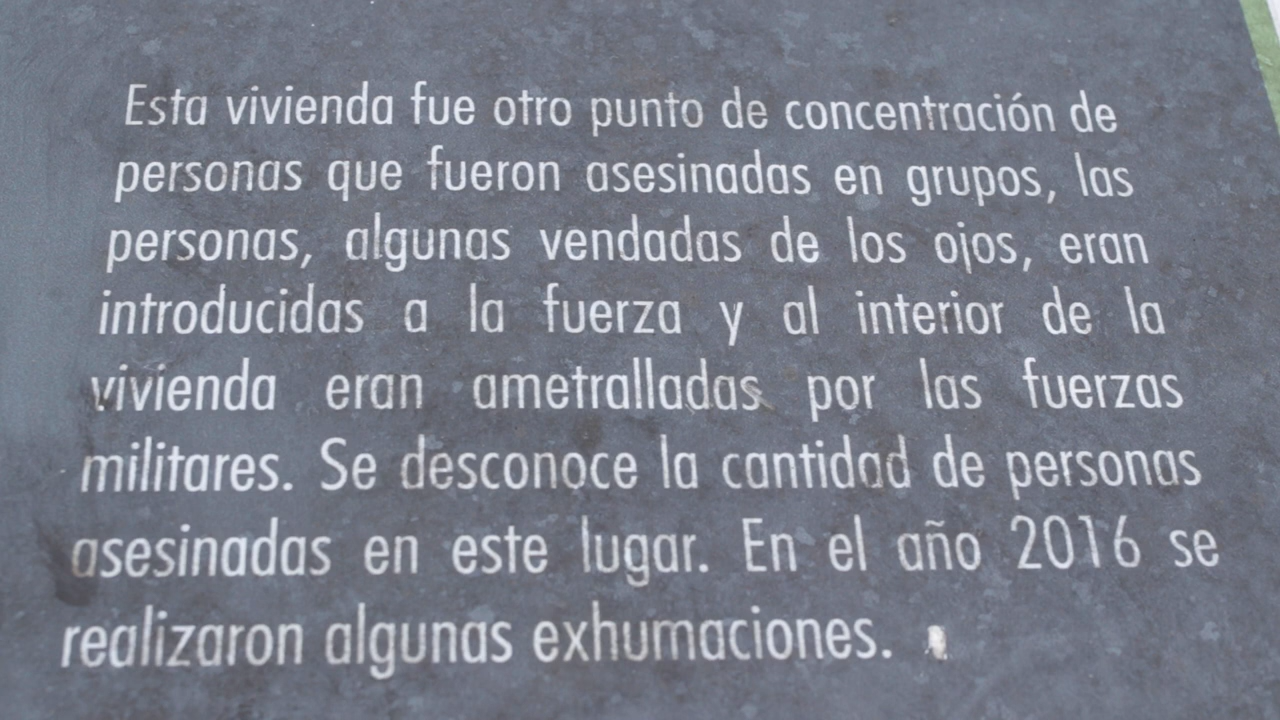 Esta vivienda fue otro punto de concentración de
personas que fueron asesinadas en grupos, las
personas, algunas vendadas de los ojos, eran
introducidas a la fuerza y al interior de la
vivienda eran ametralladas por las fuerzas
militares. Se desconoce la cantidad de personas
asesinadas en este lugar. En el año 2016 se
realizaron algunas exhumaciones.